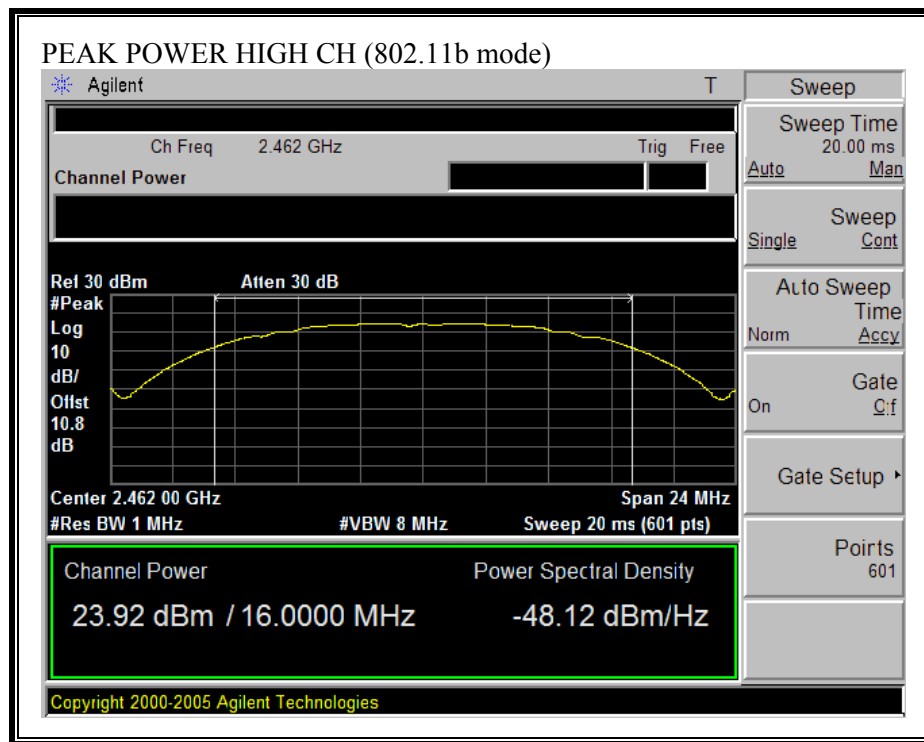 PEAK POWER HIGH CH (802.11b mode)
Agilent T Sweep
Ch Freq 2.462 GHz Trig Free
Channel Power
Sweep Time
20.00 ms
Auto Man
Sweep
Single Cont
Auto Sweep
Time
Norm Accy
Gate
On Off
Gate Setup
Points
601
Ref 30 dBm Atten 30 dB
#Peak
Log
10
dB/
Offst
10.8
dB
Center 2.462 00 GHz Span 24 MHz
#Res BW 1 MHz #VBW 8 MHz Sweep 20 ms (601 pts)
Channel Power Power Spectral Density
23.92 dBm / 16.0000 MHz -48.12 dBm/Hz
Copyright 2000-2005 Agilent Technologies